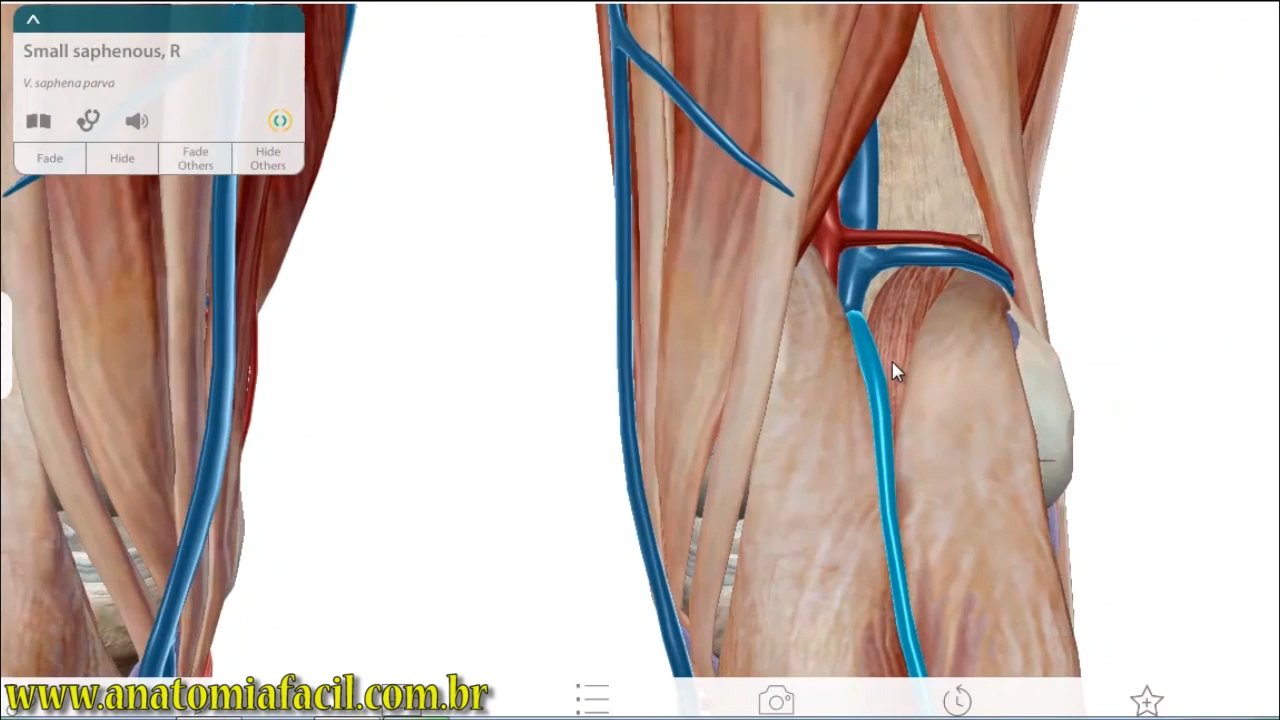 Small saphenous, R
V. saphena parva
Fade
Hide
Fade Others
Hide Others
www.anatomiafacil.com.br